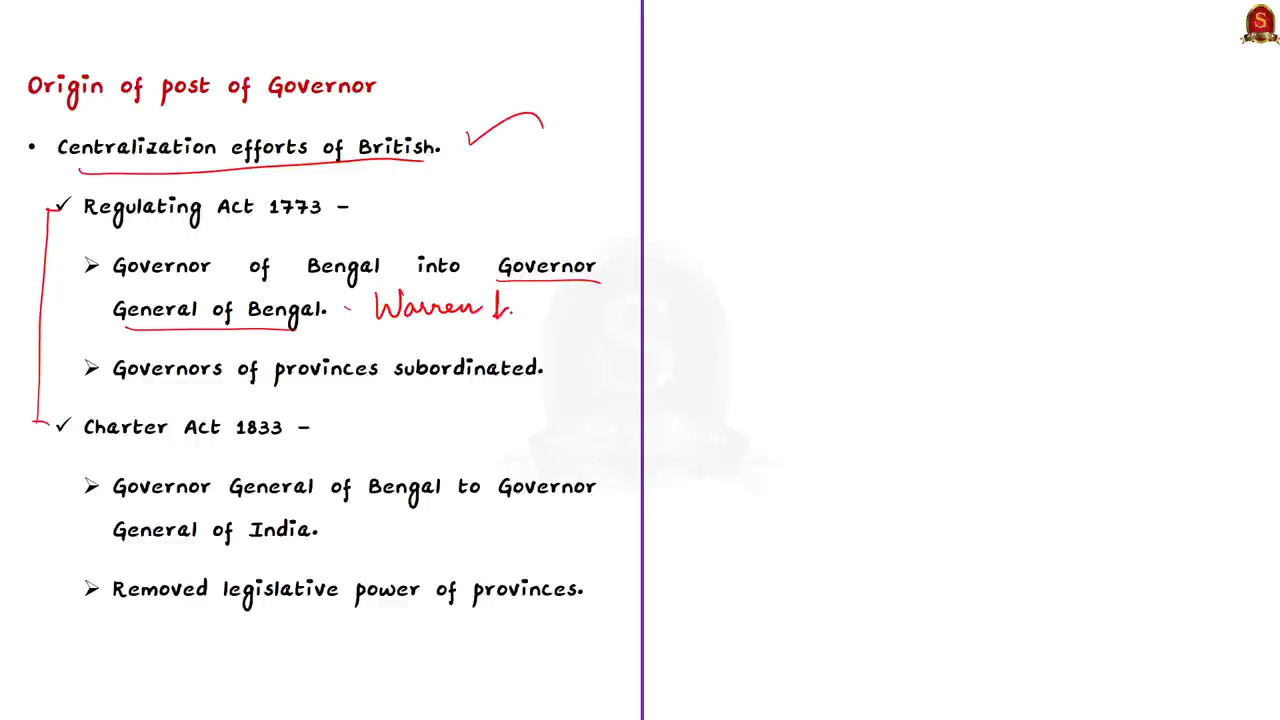 Origin of post of Governor
• Centralization efforts of British.
✓ Regulating Act 1773 -
➢ Governor of Bengal into Governor
General of Bengal. - Warren
➢ Governors of provinces subordinated.
✓ Charter Act 1833 -
➢ Governor General of Bengal to Governor
General of India.
➢ Removed legislative power of provinces.